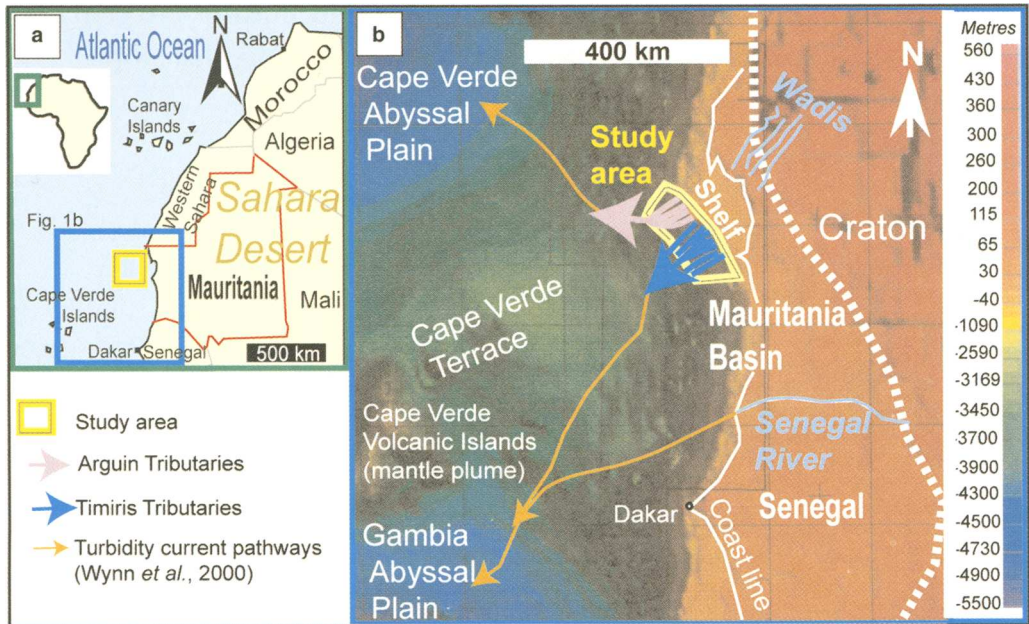 a
Atlantic Ocean
Rabat
N
Canary
Islands
Morocco
Algeria
Western
Sahara
Sahara
Desert
Fig. 1b
Mauritania
Mali
Cape Verde
Islands
Dakar
Senegal
500 km
Study area
Arguin Tributaries
Timiris Tributaries
Turbidity current pathways
(Wynn et al., 2000)
b
400 km
N
Cape Verde
Abyssal
Plain
Study
area
Wadis
Shelf
Craton
Cape Verde
Terrace
Mauritania
Basin
Cape Verde
Volcanic Islands
(mantle plume)
Senegal
River
Dakar
Senegal
Coast line
Gambia
Abyssal
Plain
Metres
560
430
360
300
260
200
115
65
30
-40
-1090
-2590
-3169
-3450
-3700
-3900
-4300
-4500
-4730
-4900
-5500